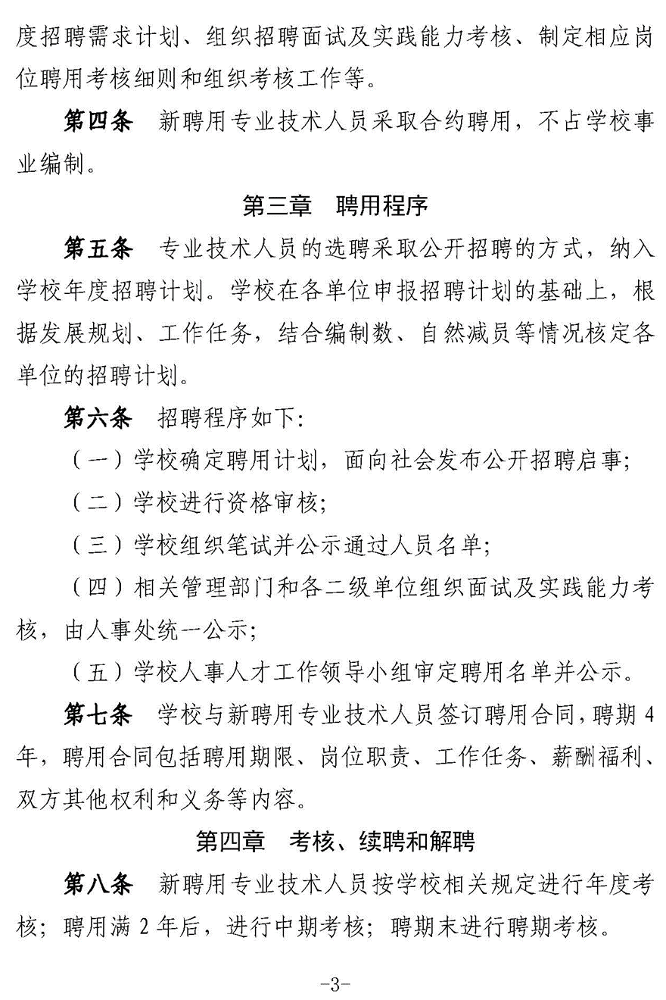 度招聘需求计划、组织招聘面试及实践能力考核、制定相应岗
位聘用考核细则和组织考核工作等。
第四条 新聘用专业技术人员采取合约聘用，不占学校事
业编制。
第三章 聘用程序
第五条 专业技术人员的选聘采取公开招聘的方式，纳入
学校年度招聘计划。学校在各单位申报招聘计划的基础上，根
据发展规划、工作任务，结合编制数、自然减员等情况核定各
单位的招聘计划。
第六条 招聘程序如下：
（一）学校确定聘用计划，面向社会发布公开招聘启事；
（二）学校进行资格审核；
（三）学校组织笔试并公示通过人员名单；
（四）相关管理部门和各二级单位组织面试及实践能力考
核，由人事处统一公示；
（五）学校人事人才工作领导小组审定聘用名单并公示。
第七条 学校与新聘用专业技术人员签订聘用合同，聘期 4
年，聘用合同包括聘用期限、岗位职责、工作任务、薪酬福利、
双方其他权利和义务等内容。
第四章 考核、续聘和解聘
第八条 新聘用专业技术人员按学校相关规定进行年度考
核；聘用满 2 年后，进行中期考核；聘期末进行聘期考核。
-3-